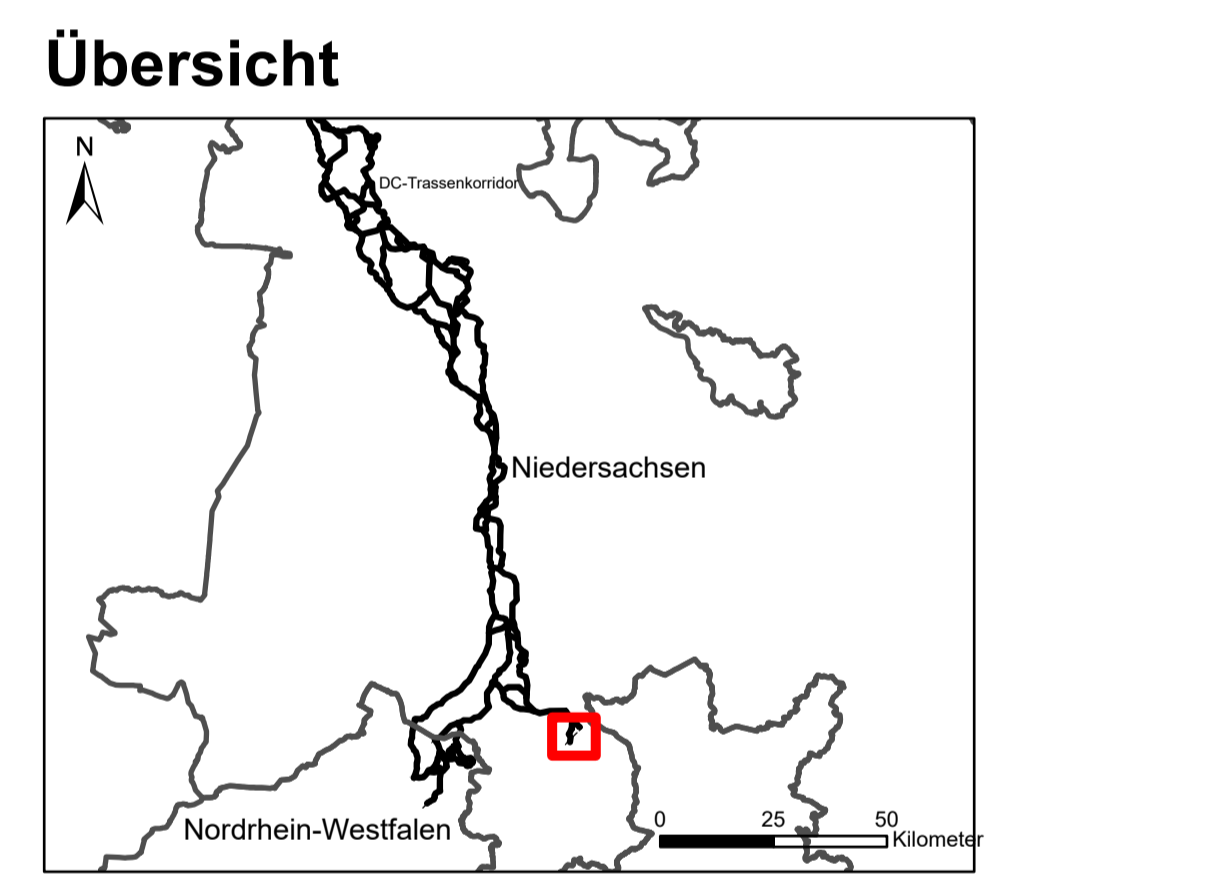 Übersicht
N
DC-Trassenkorridor
Niedersachsen
Nordrhein-Westfalen
0 25 50
Kilometer